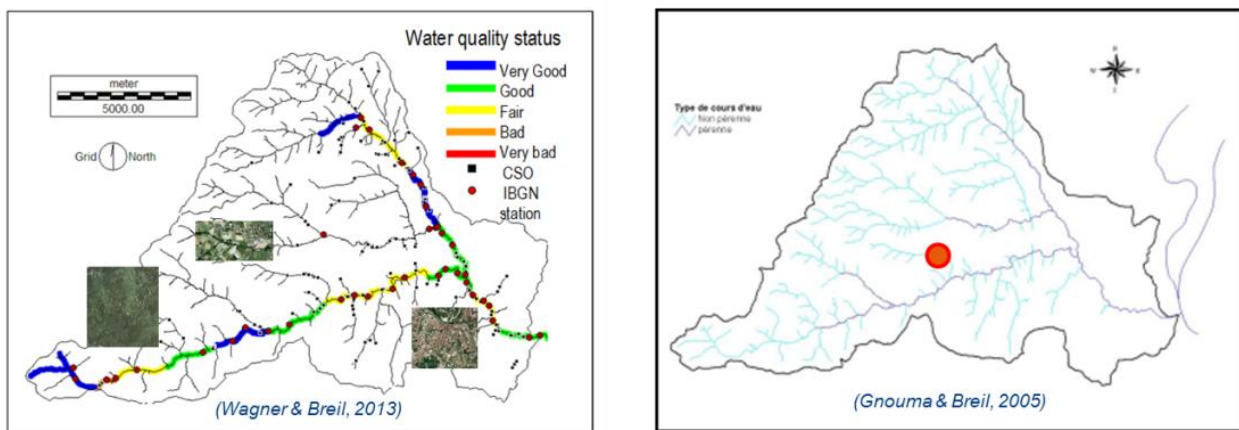 Water quality status
meter
5000.00
Grid North
Very Good
Good
Fair
Bad
Very bad
CSO
IBGN
station
(Wagner & Breil, 2013)
Type de cours d'eau
Non pérenne
pérenne
(Gnouma & Breil, 2005)